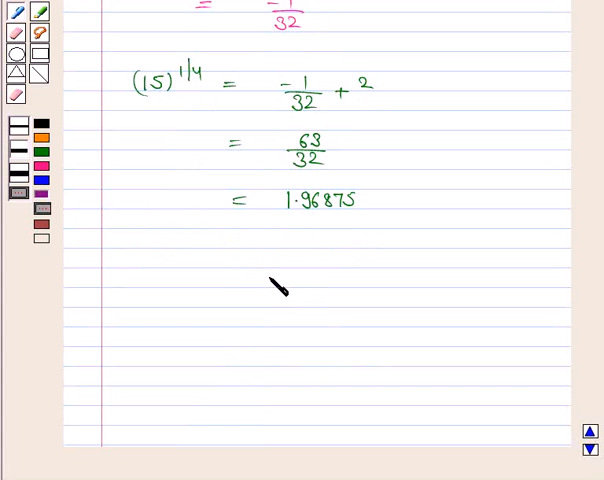 = -1/32
(15)^1/4 = -1/32 + 2
= 63/32
= 1.96875